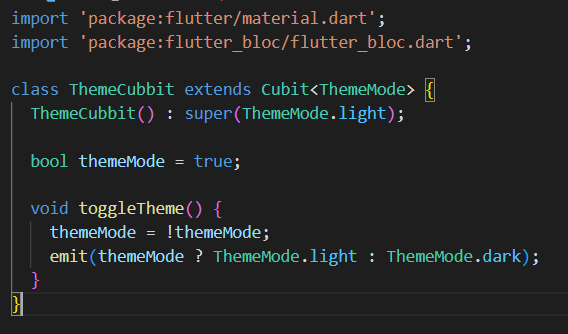 import 'package:flutter/material.dart';
import 'package:flutter_bloc/flutter_bloc.dart';
class ThemeCubbit extends Cubit<ThemeMode> {
ThemeCubbit() : super(ThemeMode.light);
bool themeMode = true;
void toggleTheme() {
themeMode = !themeMode;
emit(themeMode ? ThemeMode.light : ThemeMode.dark);
}
}